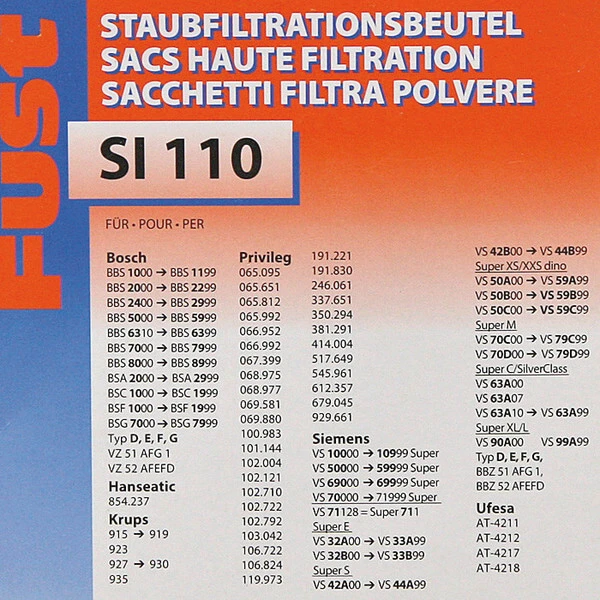 FUST
STAUBFILTRATIONSBEUTEL
SACS HAUTE FILTRATION
SACCHETTI FILTRA POLVERE
SI 110
FÜR • POUR • PER
Bosch
BBS 1000 → BBS 1199
BBS 2000 → BBS 2299
BBS 2400 → BBS 2999
BBS 5000 → BBS 5999
BBS 6310 → BBS 6399
BBS 7000 → BBS 7999
BBS 8000 → BBS 8999
BSA 2000 → BSA 2999
BSC 1000 → BSC 1999
BSF 1000 → BSF 1999
BSG 7000 → BSG 7999
Typ D, E, F, G
VZ 51 AFG 1
VZ 52 AFEFD
Hanseatic
854.237
Krups
915 → 919
923
927 → 930
935
Privileg
065.095
065.651
065.812
065.992
066.952
066.992
067.399
068.975
068.977
069.581
069.880
100.983
101.144
102.004
102.121
102.710
102.722
102.792
103.042
106.722
106.824
119.973
191.221
191.830
246.061
337.651
350.294
381.291
414.004
517.649
545.961
612.357
679.045
929.661
Siemens
VS 10000 → 10999 Super
VS 50000 → 59999 Super
VS 69000 → 69999 Super
VS 70000 → 71999 Super
VS 71128 = Super 711
Super E
VS 32A00 → VS 33A99
VS 32B00 → VS 33B99
Super S
VS 42A00 → VS 44A99
VS 42B00 → VS 44B99
Super XS/XXS dino
VS 50A00 → VS 59A99
VS 50B00 → VS 59B99
VS 50C00 → VS 59C99
Super M
VS 70C00 → VS 79C99
VS 70D00 → VS 79D99
Super C/SilverClass
VS 63A00
VS 63A07
VS 63A10 → VS 63A99
Super XL/L
VS 90A00 VS 99A99
Typ D, E, F, G,
BBZ 51 AFG 1,
BBZ 52 AFEFD
Ufesa
AT-4211
AT-4212
AT-4217
AT-4218